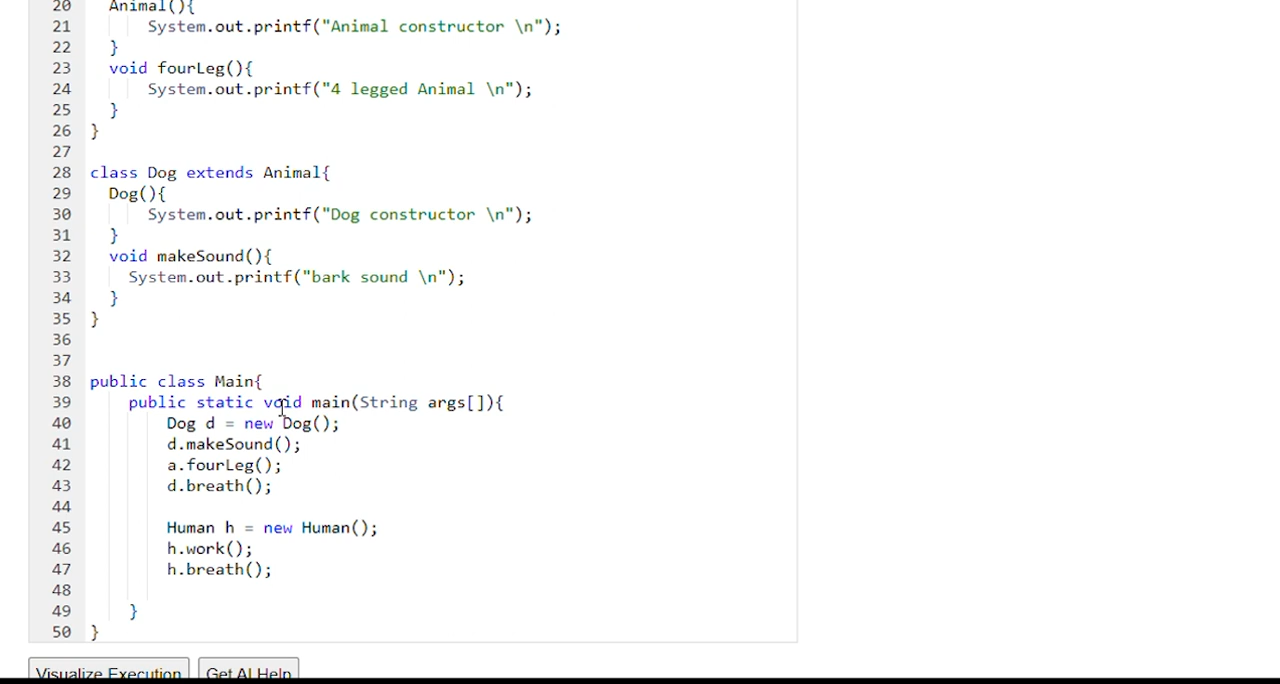 20 Animal(){
21 System.out.printf("Animal constructor \n");
22 }
23 void fourLeg(){
24 System.out.printf("4 legged Animal \n");
25 }
26 }
27
28 class Dog extends Animal{
29 Dog(){
30 System.out.printf("Dog constructor \n");
31 }
32 void makeSound(){
33 System.out.printf("bark sound \n");
34 }
35 }
36
37
38 public class Main{
39 public static void main(String args[]){
40 Dog d = new Dog();
41 d.makeSound();
42 a.fourLeg();
43 d.breath();
44
45 Human h = new Human();
46 h.work();
47 h.breath();
48
49 }
50 }
Visualize Execution Get AI Help